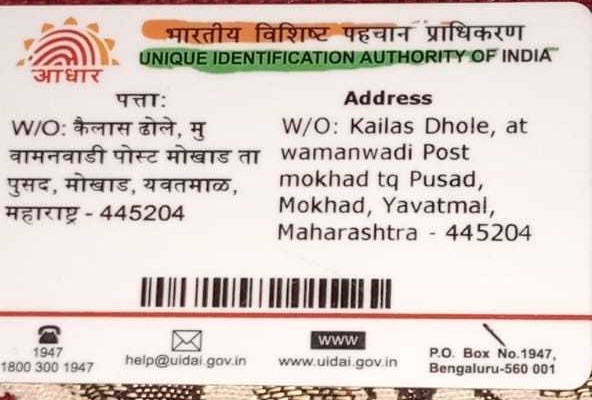 भारतीय विशिष्ट पहचान प्राधिकरण
UNIQUE IDENTIFICATION AUTHORITY OF INDIA
आधार
पत्ता:
W/O: कैलास ढोले, मु
वामनवाडी पोस्ट मोखाड ता
पुसद, मोखाड, यवतमाळ,
महाराष्ट्र - 445204
Address
W/O: Kailas Dhole, at
wamanwadi Post
mokhad tq Pusad,
Mokhad, Yavatmal,
Maharashtra - 445204
1947
1800 300 1947
help@uidai.gov.in
WWW
www.uidai.gov.in
P.O. Box No.1947,
Bengaluru-560 001